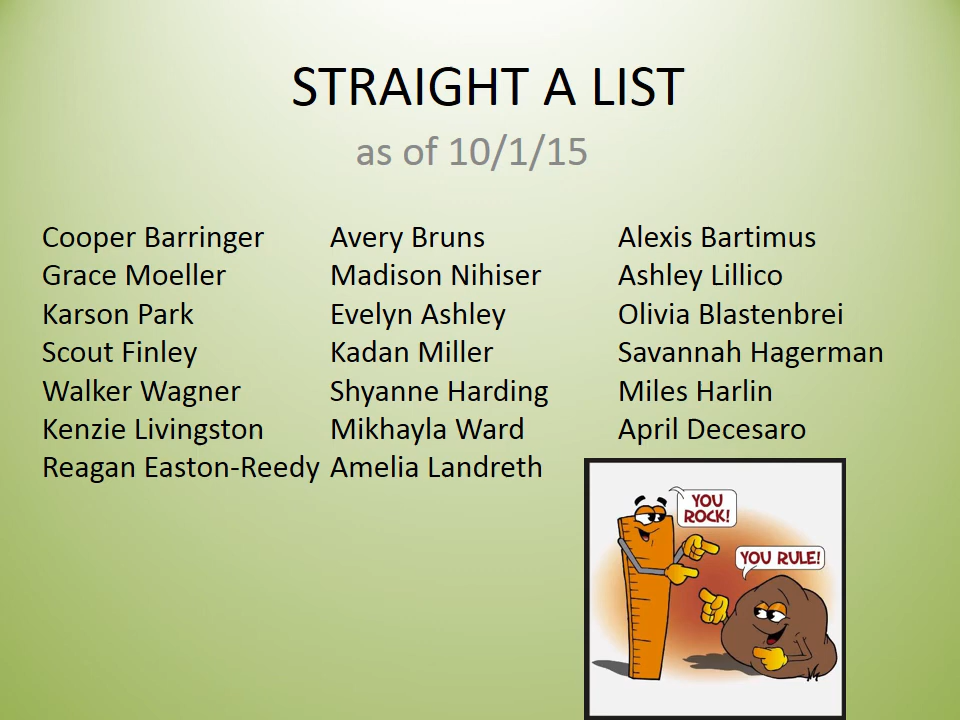 STRAIGHT A LIST
as of 10/1/15
Cooper Barringer
Grace Moeller
Karson Park
Scout Finley
Walker Wagner
Kenzie Livingston
Reagan Easton-Reedy
Avery Bruns
Madison Nihiser
Evelyn Ashley
Kadan Miller
Shyanne Harding
Mikhayla Ward
Amelia Landreth
Alexis Bartimus
Ashley Lillico
Olivia Blastenbrei
Savannah Hagerman
Miles Harlin
April Decesaro
YOU
ROCK!
YOU RULE!